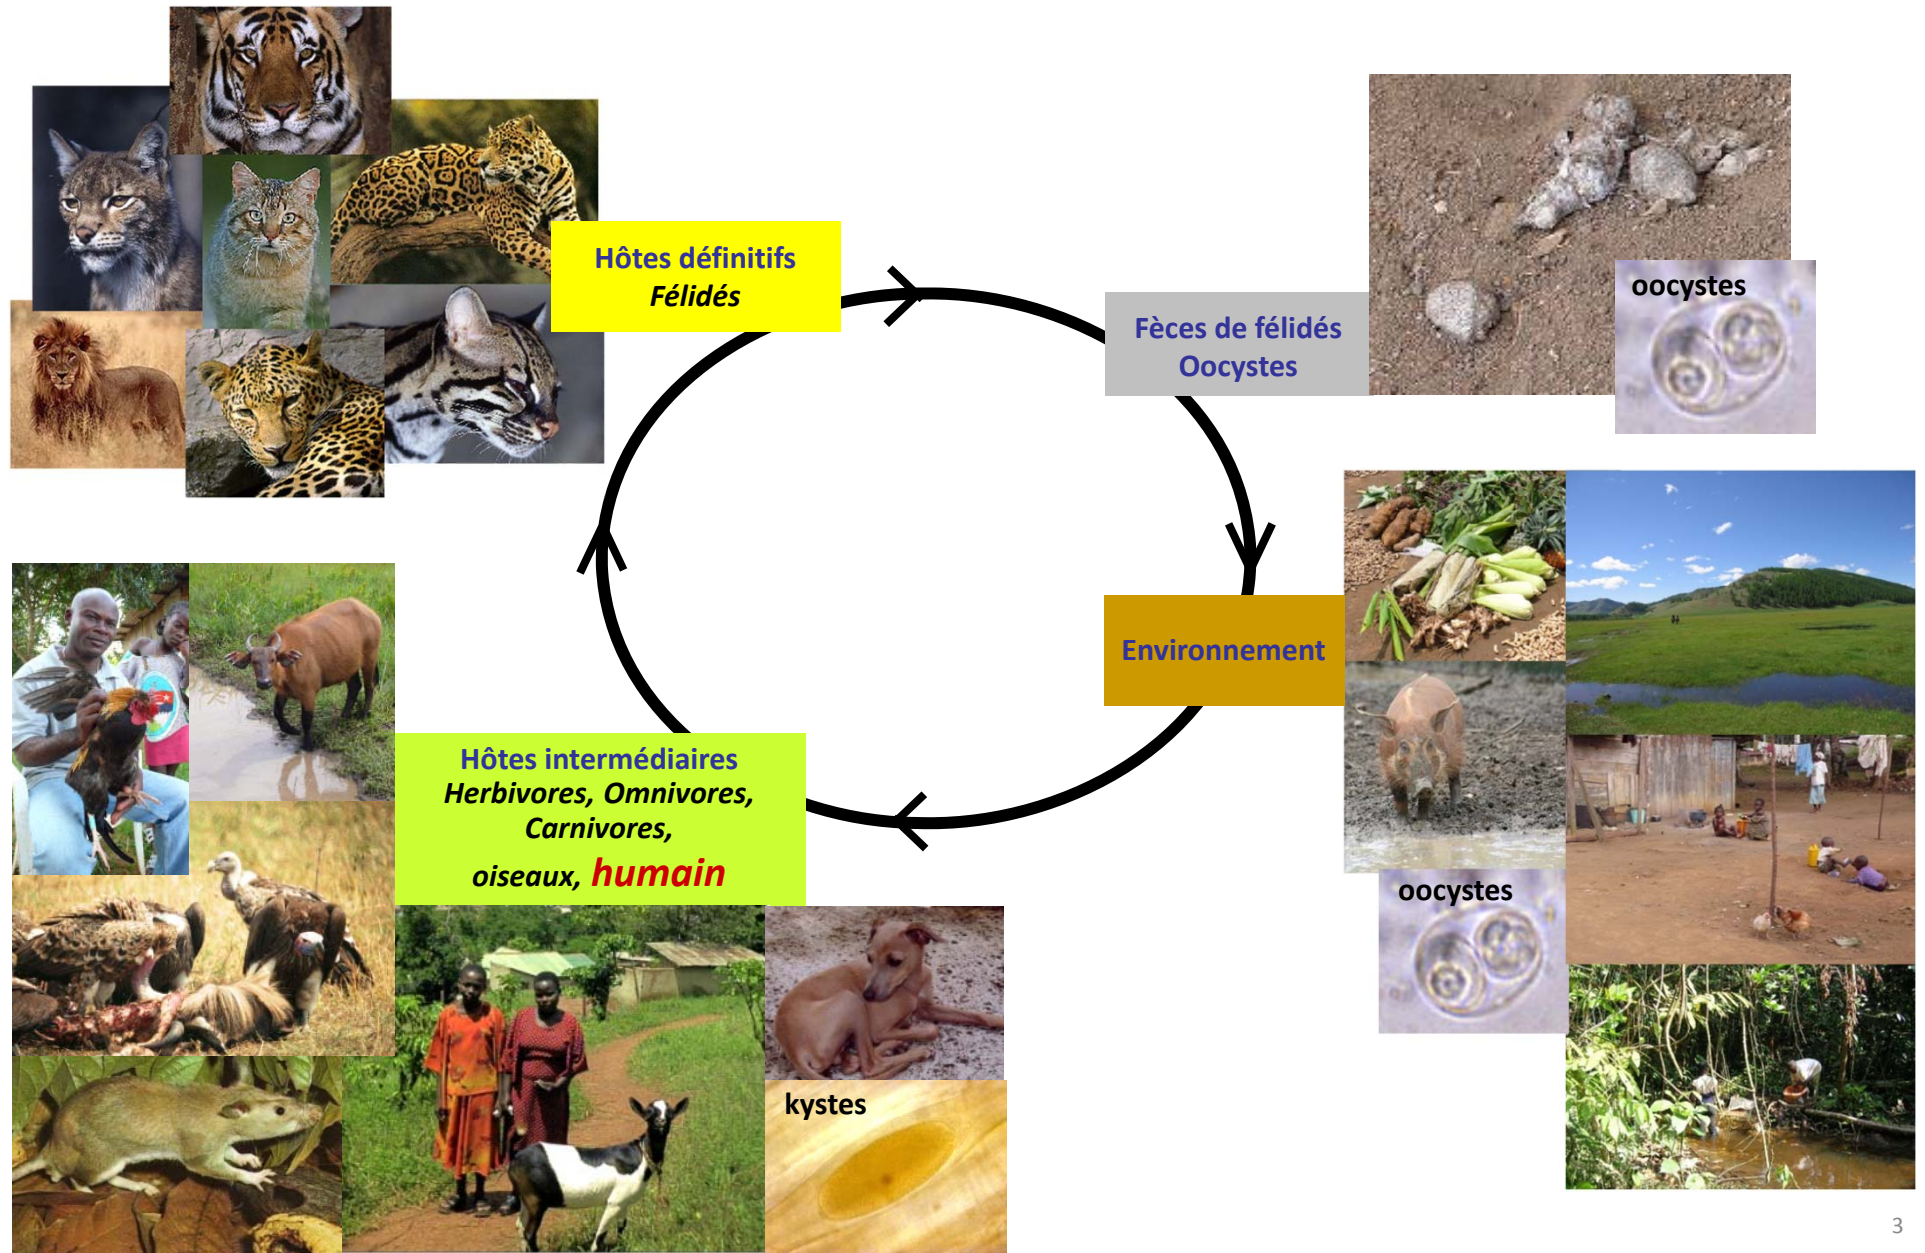 Hôtes définitifs
Félidés
Fèces de félidés
Oocystes
oocystes
Environnement
oocystes
Hôtes intermédiaires
Herbivores, Omnivores,
Carnivores,
oiseaux, humain
kystes
3